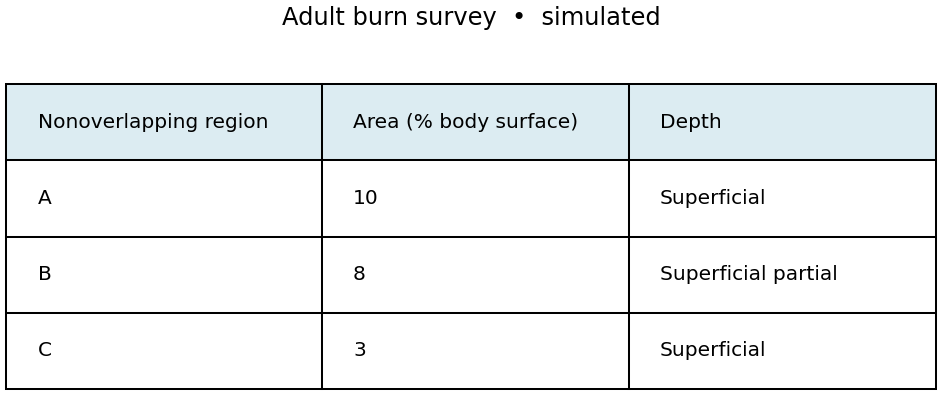 Adult burn survey • simulated
Nonoverlapping region Area (% body surface) Depth
A 10 Superficial
B 8 Superficial partial
C 3 Superficial